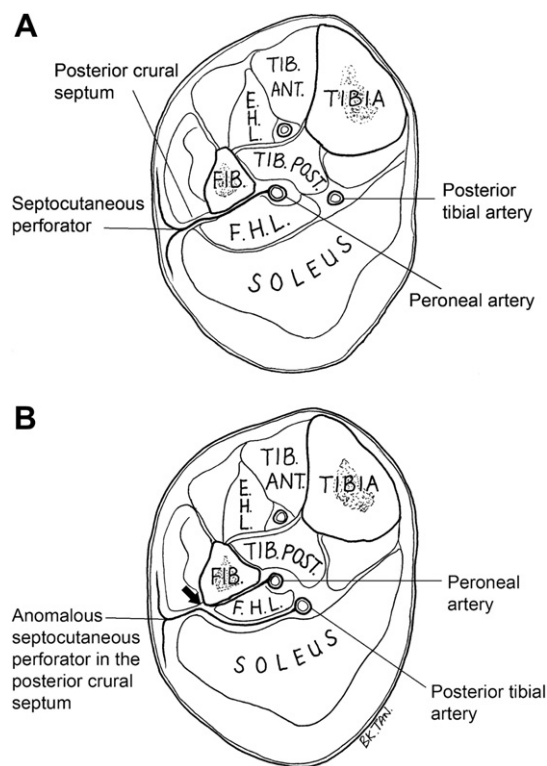 A
Posterior crural
septum
TIB.
ANT.
TIBIA
E.
H.
L.
TIB. POST.
FIB.
Septocutaneous
perforator
F.H.L.
Posterior
tibial artery
SOLEUS
Peroneal artery
B
TIB.
ANT.
TIBIA
E.
H.
L.
TIB. POST.
FIB.
Peroneal
artery
F.H.L.
Anomalous
septocutaneous
perforator in the
posterior crural
septum
SOLEUS
Posterior tibial
artery
B.K.TAN.